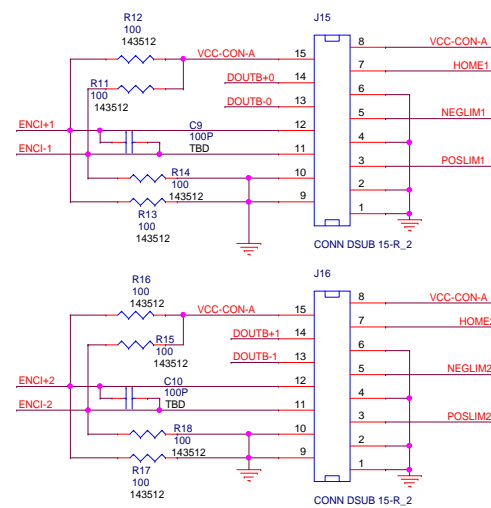 R12
100
143512
J15
VCC-CON-A
15
8
VCC-CON-A
R11
100
143512
DOUTB+0
14
7
HOME1
DOUTB-0
13
6
ENCI+1
C9
100P
TBD
12
5
NEGLIM1
ENCI-1
11
4
R14
100
143512
10
3
POSLIM1
9
2
R13
100
143512
1
CONN DSUB 15-R_2
R16
100
143512
J16
VCC-CON-A
15
8
VCC-CON-A
R15
100
143512
DOUTB+1
14
7
HOME2
DOUTB-1
13
6
ENCI+2
C10
100P
TBD
12
5
NEGLIM2
ENCI-2
11
4
R18
100
143512
10
3
POSLIM2
9
2
R17
100
143512
1
CONN DSUB 15-R_2